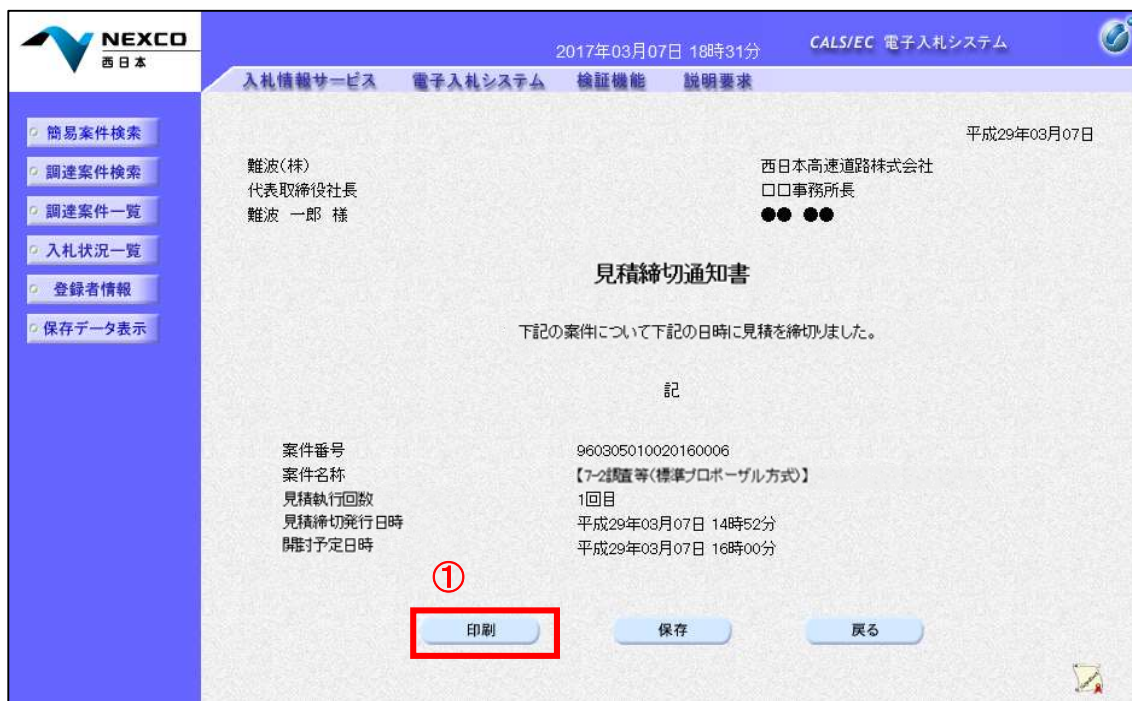 NEXCO
西日本
2017年03月07日 18時31分
CALS/EC 電子入札システム
入札情報サービス 電子入札システム 検証機能 説明要求
簡易案件検索
調達案件検索
調達案件一覧
入札状況一覧
登録者情報
保存データ表示
平成29年03月07日
難波(株)
代表取締役社長
難波 一郎 様
西日本高速道路株式会社
□□事務所長
●● ●●
見積締切通知書
下記の案件について下記の日時に見積を締切りました。
記
案件番号 960305010020160006
案件名称 【7-2調査等(標準プロポーザル方式)】
見積執行回数 1回目
見積締切発行日時 平成29年03月07日 14時52分
開封予定日時 平成29年03月07日 16時00分
①
印刷 保存 戻る